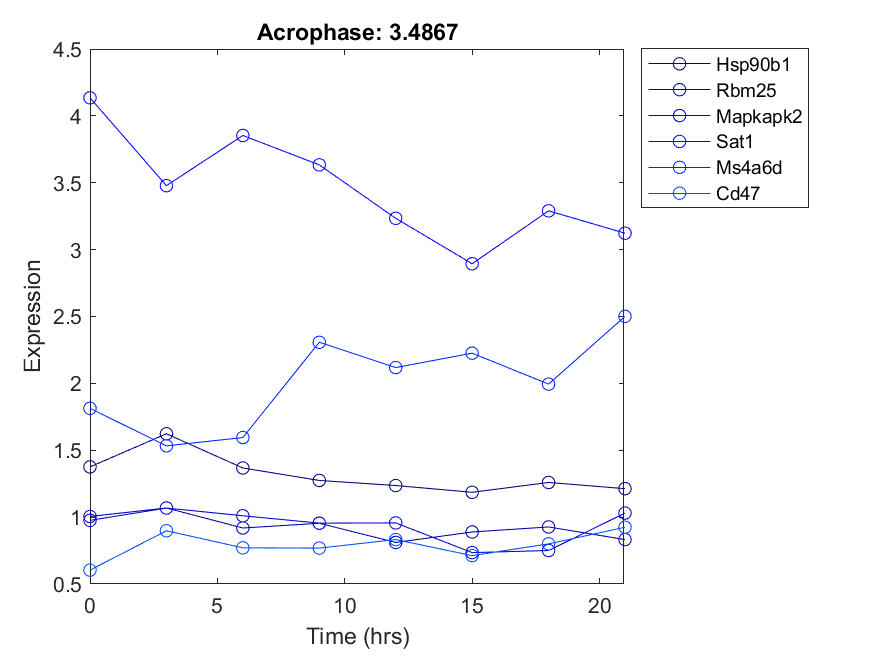 Acrophase: 3.4867
4.5
4
3.5
3
2.5
2
1.5
1
0.5
Expression
0
5
10
15
20
Time (hrs)
Hsp90b1
Rbm25
Mapkapk2
Sat1
Ms4a6d
Cd47